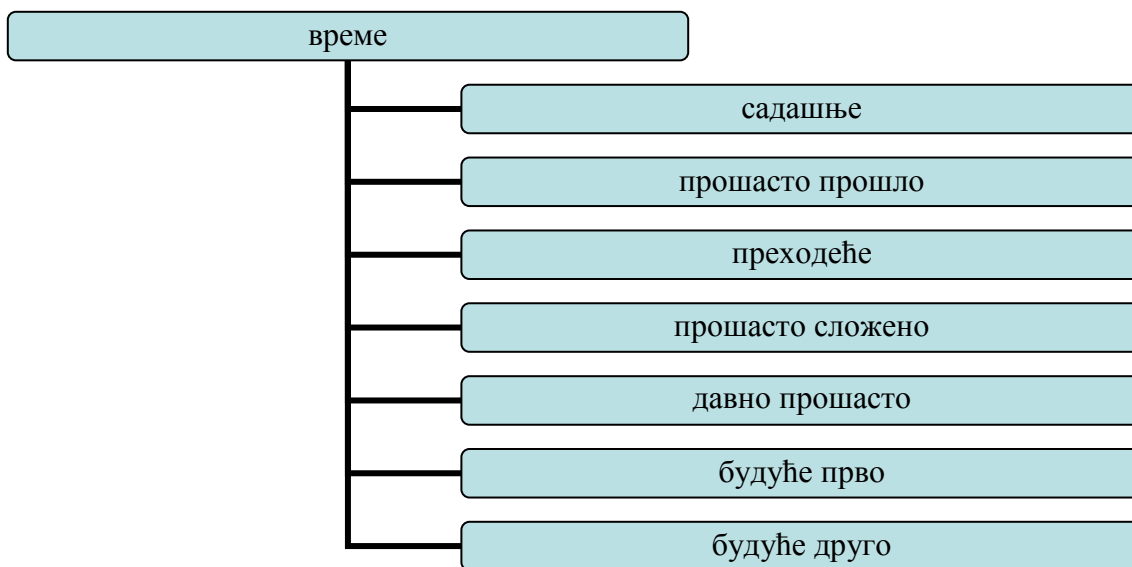 време
садашње
прошасто прошло
преходеће
прошасто сложено
давно прошасто
будуће прво
будуће друго